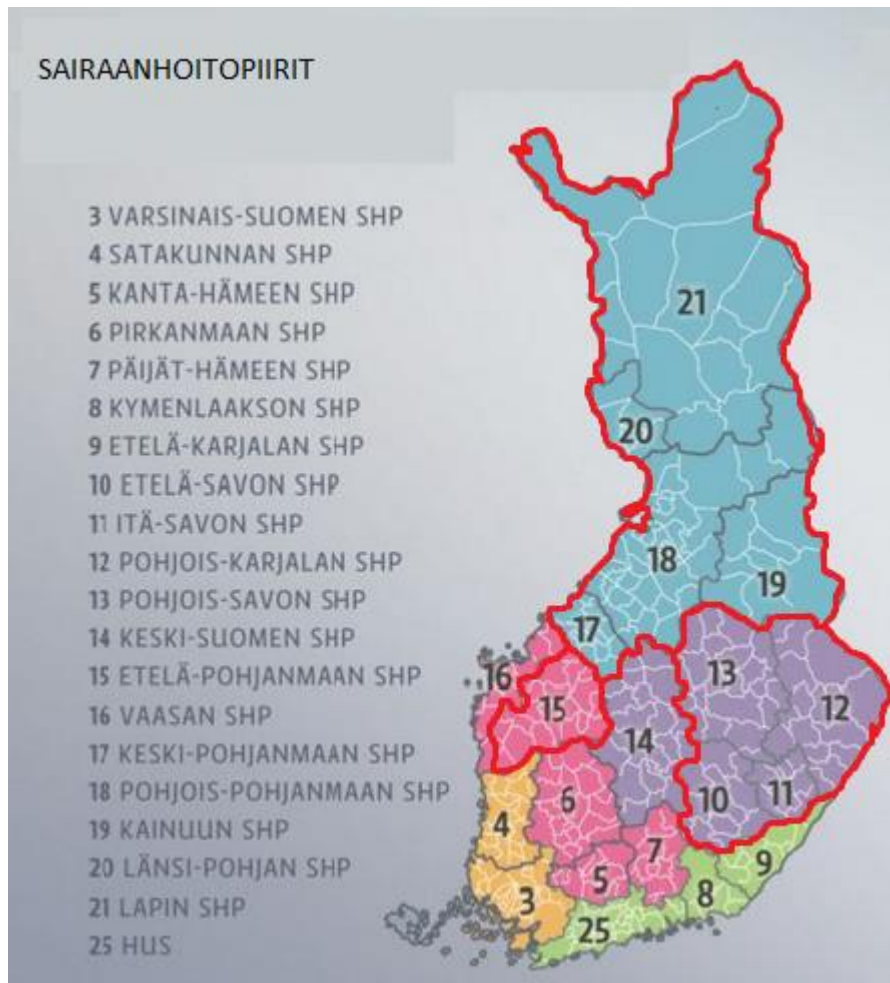 SAIRAANHOITOPIIRIT
3 VARSINAIS-SUOMEN SHP
4 SATAKUNNAN SHP
5 KANTA-HÄMEEN SHP
6 PIRKANMAAN SHP
7 PÄIJÄT-HÄMEEN SHP
8 KYMENLAAKSON SHP
9 ETELÄ-KARJALAN SHP
10 ETELÄ-SAVON SHP
11 ITÄ-SAVON SHP
12 POHJOIS-KARJALAN SHP
13 POHJOIS-SAVON SHP
14 KESKI-SUOMEN SHP
15 ETELÄ-POHJANMAAN SHP
16 VAASAN SHP
17 KESKI-POHJANMAAN SHP
18 POHJOIS-POHJANMAAN SHP
19 KAINUUN SHP
20 LÄNSI-POHJAN SHP
21 LAPIN SHP
25 HUS
21
20
18
19
17
16
15
13
12
14
10
11
6
4
7
5
9
8
3
25